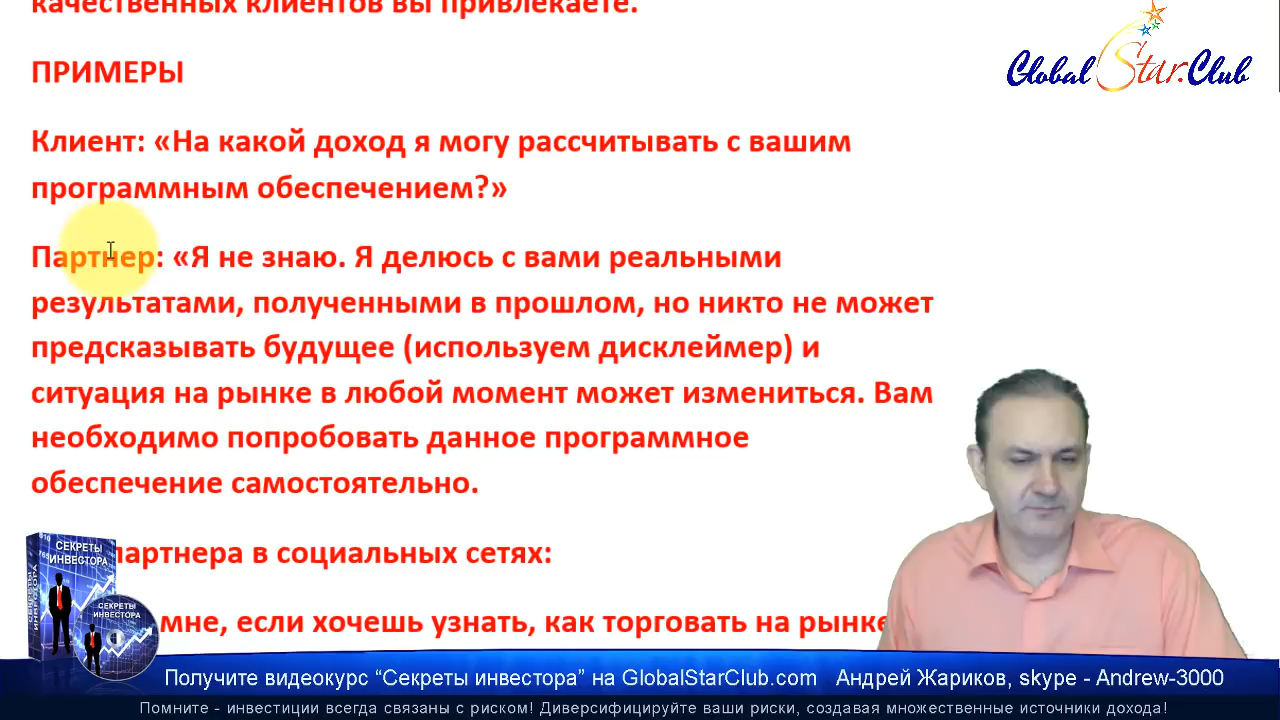 качественных клиентов вы привлекаете.
Global Star.Club
ПРИМЕРЫ
Клиент: «На какой доход я могу рассчитывать с вашим
программным обеспечением?»
Партнер: «Я не знаю. Я делюсь с вами реальными
результатами, полученными в прошлом, но никто не может
предсказывать будущее (используем дисклеймер) и
ситуация на рынке в любой момент может измениться. Вам
необходимо попробовать данное программное
обеспечение самостоятельно.
партнера в социальных сетях:
мне, если хочешь узнать, как торговать на рынке
СЕКРЕТЫ
ИНВЕСТОРА
СЕКРЕТЫ ИНВЕСТОРА
СЕКРЕТЫ
ИНВЕСТОРА
Получите видеокурс “Секреты инвестора” на GlobalStarClub.com Андрей Жариков, skype - Andrew-3000
Помните - инвестиции всегда связаны с риском! Диверсифицируйте ваши риски, создавая множественные источники дохода!